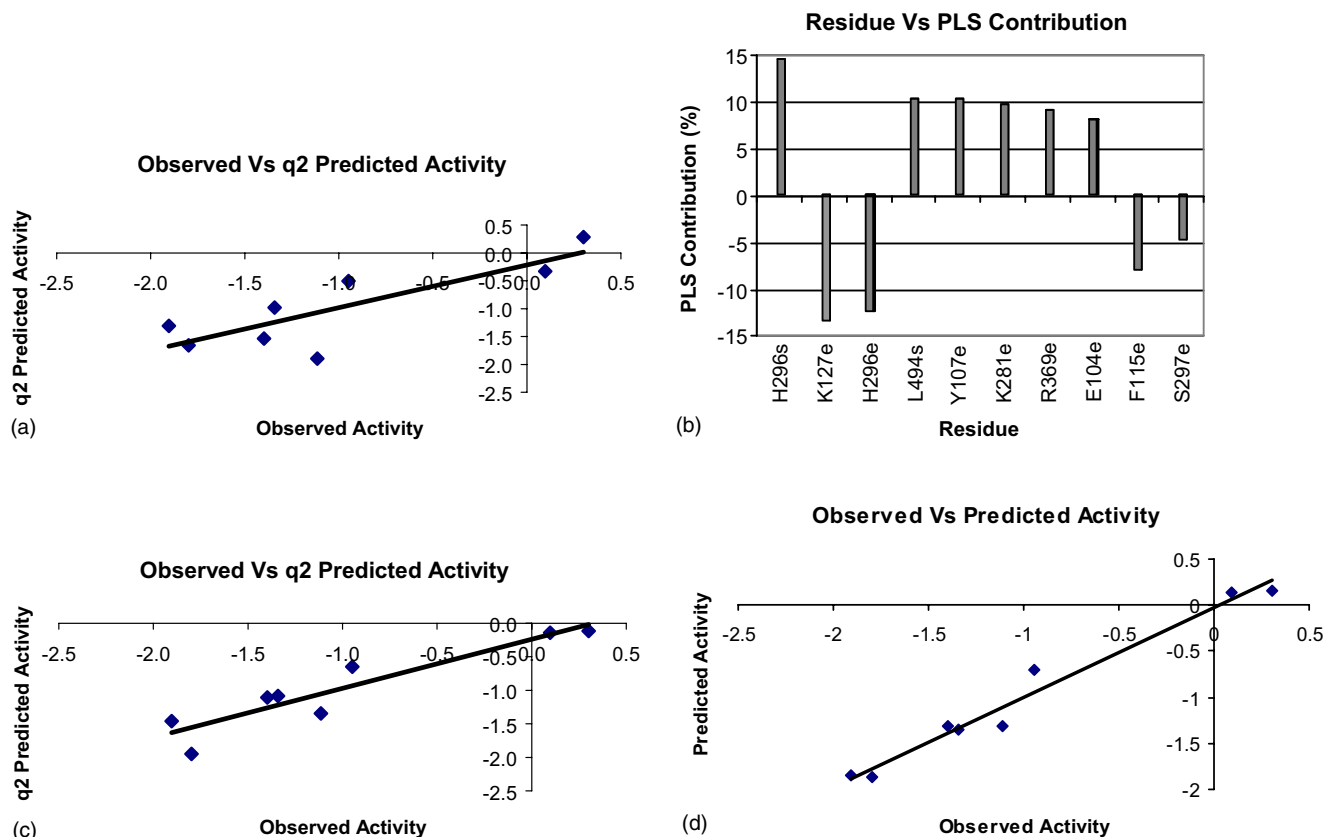 Observed Vs q2 Predicted Activity
q2 Predicted Activity
0.5
0.0
-0.5
-1.0
-1.5
-2.0
-2.5
-2.5 -2.0 -1.5 -1.0 -0.5 0.0 0.5
Observed Activity
(a)
Residue Vs PLS Contribution
PLS Contribution (%)
15
10
5
0
-5
-10
-15
H296s K127e H296e L494s Y107e K281e R369e E104e F115e S297e
Residue
(b)
Observed Vs q2 Predicted Activity
q2 Predicted Activity
0.0
-0.5
-1.0
-1.5
-2.0
-2.5
-2.5 -2.0 -1.5 -1.0 -0.5 0.0 0.5
Observed Activity
(c)
Observed Vs Predicted Activity
Predicted Activity
0.5
0
-0.5
-1
-1.5
-2
-2.5 -2 -1.5 -1 -0.5 0 0.5
Observed Activity
(d)